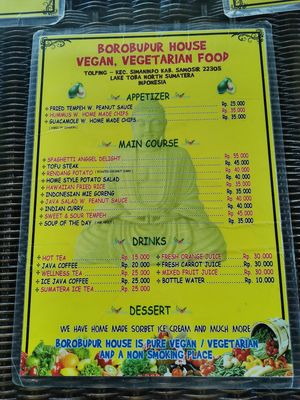 BOROBUDUR HOUSE
VEGAN, VEGETARIAN FOOD
TOLPING - KEC. SIMANINDO KAB. SAMOSIR 22395
LAKE TOBA NORTH SUMATERA
INDONESIA
APPETIZER
FRIED TEMPEH W. PEANUT SAUCE Rp. 25.000
HUMMUS W. HOME MADE CHIPS Rp. 35.000
GUACAMOLE W. HOME MADE CHIPS Rp. 35.000
MAIN COURSE
SPAGHETTI ANGGEL DELIGHT Rp. 55.000
TOFU STEAK Rp. 45.000
RENDANG POTATO Rp. 40.000
HOME STYLE POTATO SALAD Rp. 40.000
HAWAIIAN FRIED RICE Rp. 35.000
INDONESIAN MIE GORENG Rp. 35.000
JAVA SALAD W. PEANUT SAUCE Rp. 40.000
INDIAN CURRY Rp. 40.000
SWEET & SOUR TEMPEH Rp. 45.000
SOUP OF THE DAY Rp. 35.000
DRINKS
HOT TEA Rp. 15.000 FRESH ORANGE JUICE Rp. 30.000
JAVA COFFEE Rp. 20.000 FRESH CARROT JUICE Rp. 30.000
WELLNESS TEA Rp. 25.000 MIXED FRUIT JUICE Rp. 30.000
ICE JAVA COFFEE Rp. 25.000 BOTTLE WATER Rp. 10.000
SUMATERA ICE TEA Rp. 25.000
DESSERT
WE HAVE HOME MADE SORBET ICE CREAM AND MUCH MORE
BOROBUDUR HOUSE IS PURE VEGAN / VEGETARIAN
AND A NON SMOKING PLACE